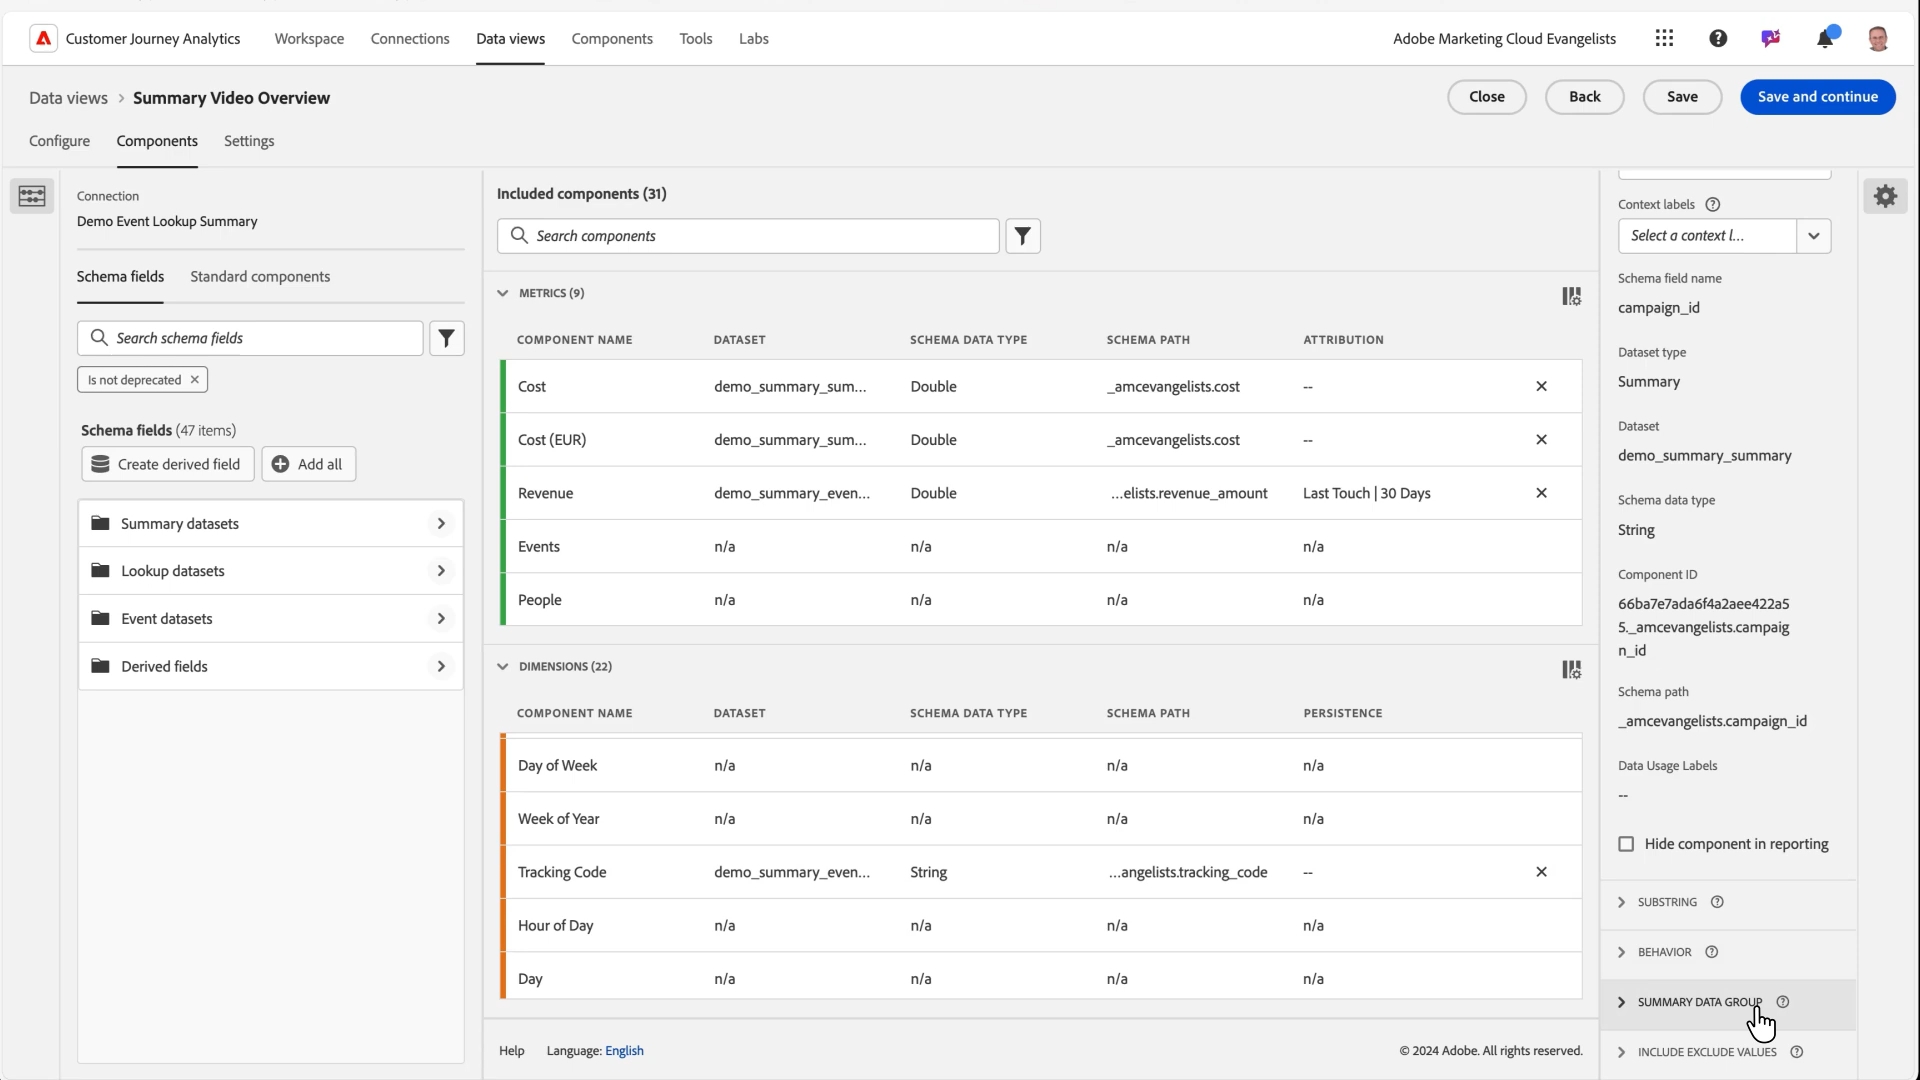 Customer Journey Analytics
Workspace
Connections
Data views
Components
Tools
Labs
Adobe Marketing Cloud Evangelists
Data views
Summary Video Overview
Close
Back
Save
Save and continue
Configure
Components
Settings
Connection
Demo Event Lookup Summary
Schema fields
Standard components
Search schema fields
Is not deprecated
Schema fields (47 items)
Create derived field
Add all
Summary datasets
Lookup datasets
Event datasets
Derived fields
Included components (31)
Search components
METRICS (9)
COMPONENT NAME DATASET SCHEMA DATA TYPE SCHEMA PATH ATTRIBUTION
Cost demo_summary_sum... Double _amcevangelists.cost --
Cost (EUR) demo_summary_sum... Double _amcevangelists.cost --
Revenue demo_summary_even... Double ...elists.revenue_amount Last Touch | 30 Days
Events n/a n/a n/a n/a
People n/a n/a n/a n/a
DIMENSIONS (22)
COMPONENT NAME DATASET SCHEMA DATA TYPE SCHEMA PATH PERSISTENCE
Day of Week n/a n/a n/a n/a
Week of Year n/a n/a n/a n/a
Tracking Code demo_summary_even... String ...angelists.tracking_code --
Hour of Day n/a n/a n/a n/a
Day n/a n/a n/a n/a
Help
Language: English
© 2024 Adobe. All rights reserved.
Context labels
Select a context l...
Schema field name
campaign_id
Dataset type
Summary
Dataset
demo_summary_summary
Schema data type
String
Component ID
66ba7e7ada6f4a2aee422a5
5._amcevangelists.campaig
n_id
Schema path
_amcevangelists.campaign_id
Data Usage Labels
--
Hide component in reporting
SUBSTRING
BEHAVIOR
SUMMARY DATA GROUP
INCLUDE EXCLUDE VALUES